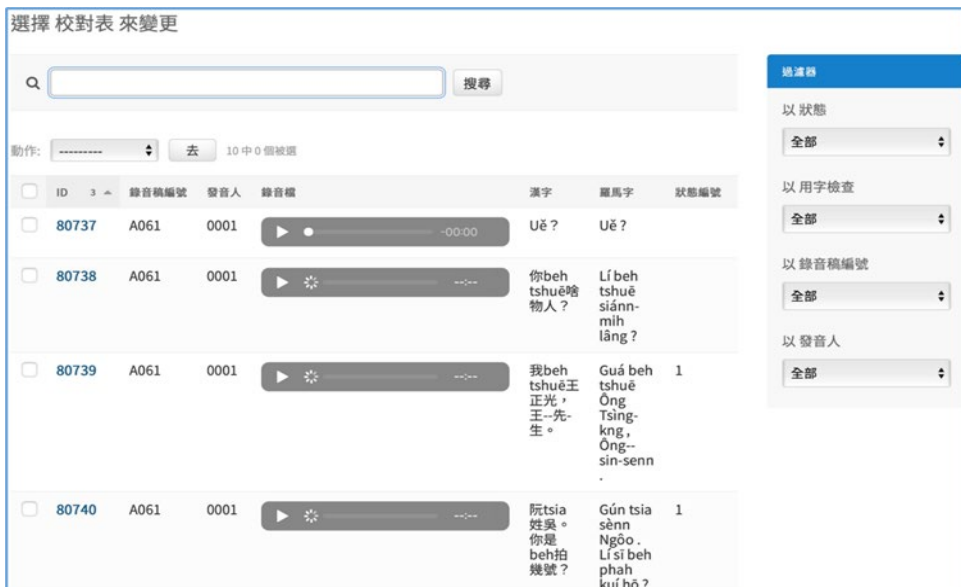 選擇 校對表 來變更
搜尋
動作: --------- 去 10 中 0 個被選
ID 3 錄音稿編號 發音人 錄音檔 漢字 羅馬字 狀態編號
80737 A061 0001 -00:00 Uě？ Uě？
80738 A061 0001 --:-- 你beh Lí beh
tshuē啥 tshuē
物人？ siánn-
mih
lâng？
80739 A061 0001 --:-- 我beh Guá beh 1
tshuē王 tshuē
正光， Ông
王--先- Tsìng-
生。 kng,
Ông--
sin-senn
.
80740 A061 0001 --:-- 阮tsia Gún tsia 1
姓吳。 sènn
你是 Ngôo.
beh拍 Lí sī beh
幾號？ phah
kuí hō？
過濾器
以 狀態
全部
以 用字檢查
全部
以 錄音稿編號
全部
以 發音人
全部